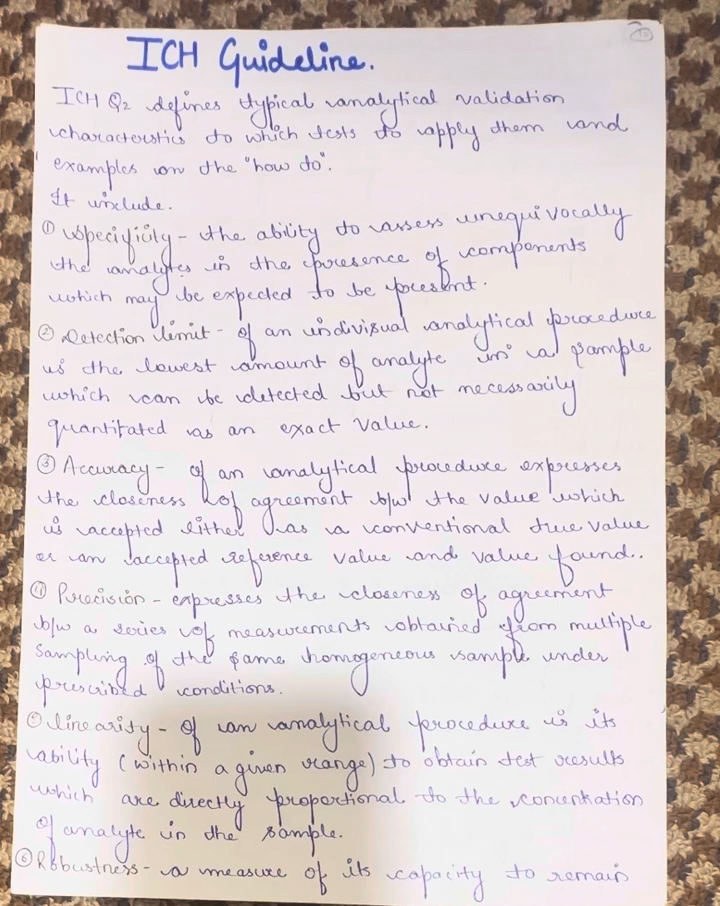 ICH Guideline.
ICH Q2 defines typical analytical validation
characteristics to which tests to apply them and
examples on the "how to".
It include.
① specificity - the ability to assess unequivocally
the analytes in the presence of components
which may be expected to be present.
② Detection limit - of an individual analytical procedure
is the lowest amount of analyte in a sample
which can be detected but not necessarily
quantitated as an exact value.
③ Accuracy - of an analytical procedure expresses
the closeness of agreement b/w the value which
is accepted either as a conventional true value
or an accepted reference value and value found.
④ Precision - expresses the closeness of agreement
b/w a series of measurements obtained from multiple
Sampling of the same homogeneous sample under
prescribed conditions.
⑤ linearity - of an analytical procedure is its
ability (within a given range) to obtain test results
which are directly proportional to the concentration
of analyte in the sample.
⑥ Robustness - a measure of its capacity to remain